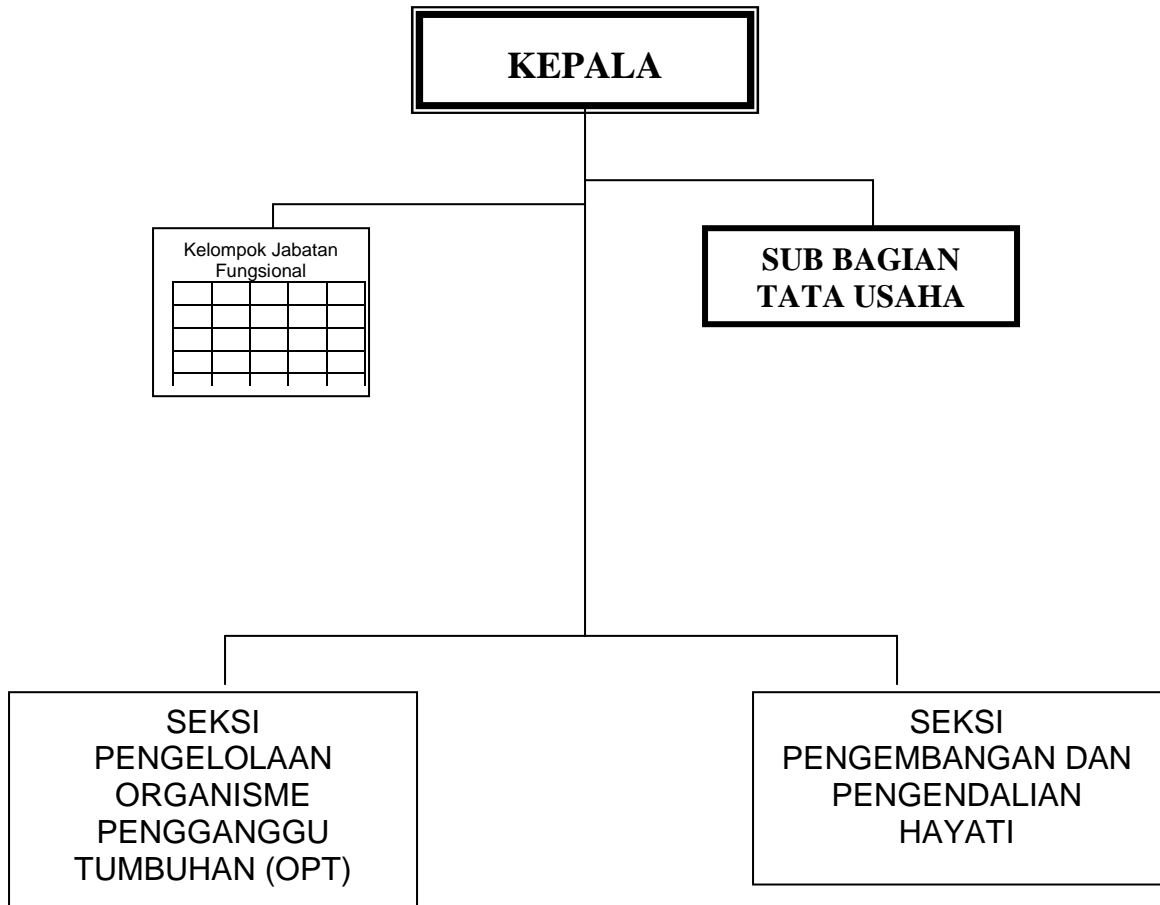 KEPALA
Kelompok Jabatan
Fungsional
SUB BAGIAN
TATA USAHA
SEKSI
PENGELOLAAN
ORGANISME
PENGGANGGU
TUMBUHAN (OPT)
SEKSI
PENGEMBANGAN DAN
PENGENDALIAN
HAYATI